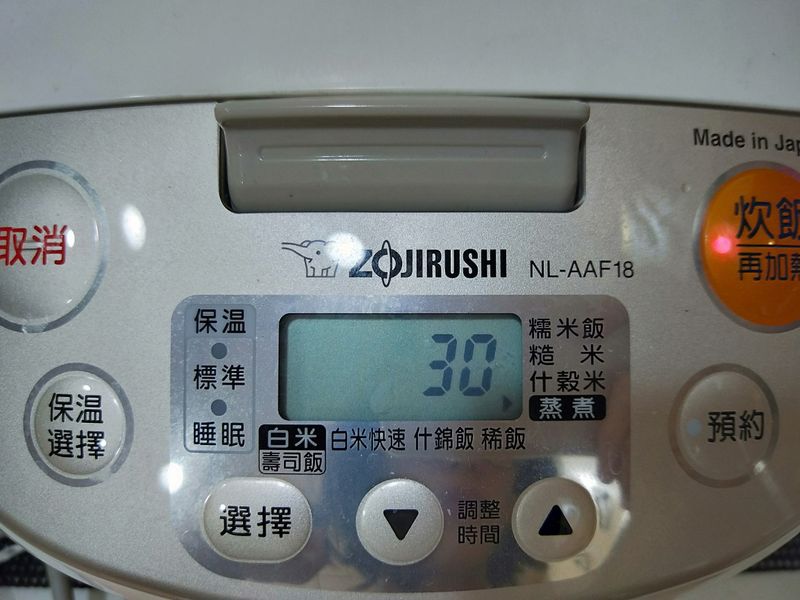 Made in Jap
取消
炊飯
再加熱
ZOJIRUSHI NL-AAF18
保溫
標準
睡眠
30
糯米飯
糙米
什穀米
蒸煮
保溫
選擇
預約
白米 白米快速 什錦飯 稀飯
壽司飯
選擇
▼
調整
時間
▲